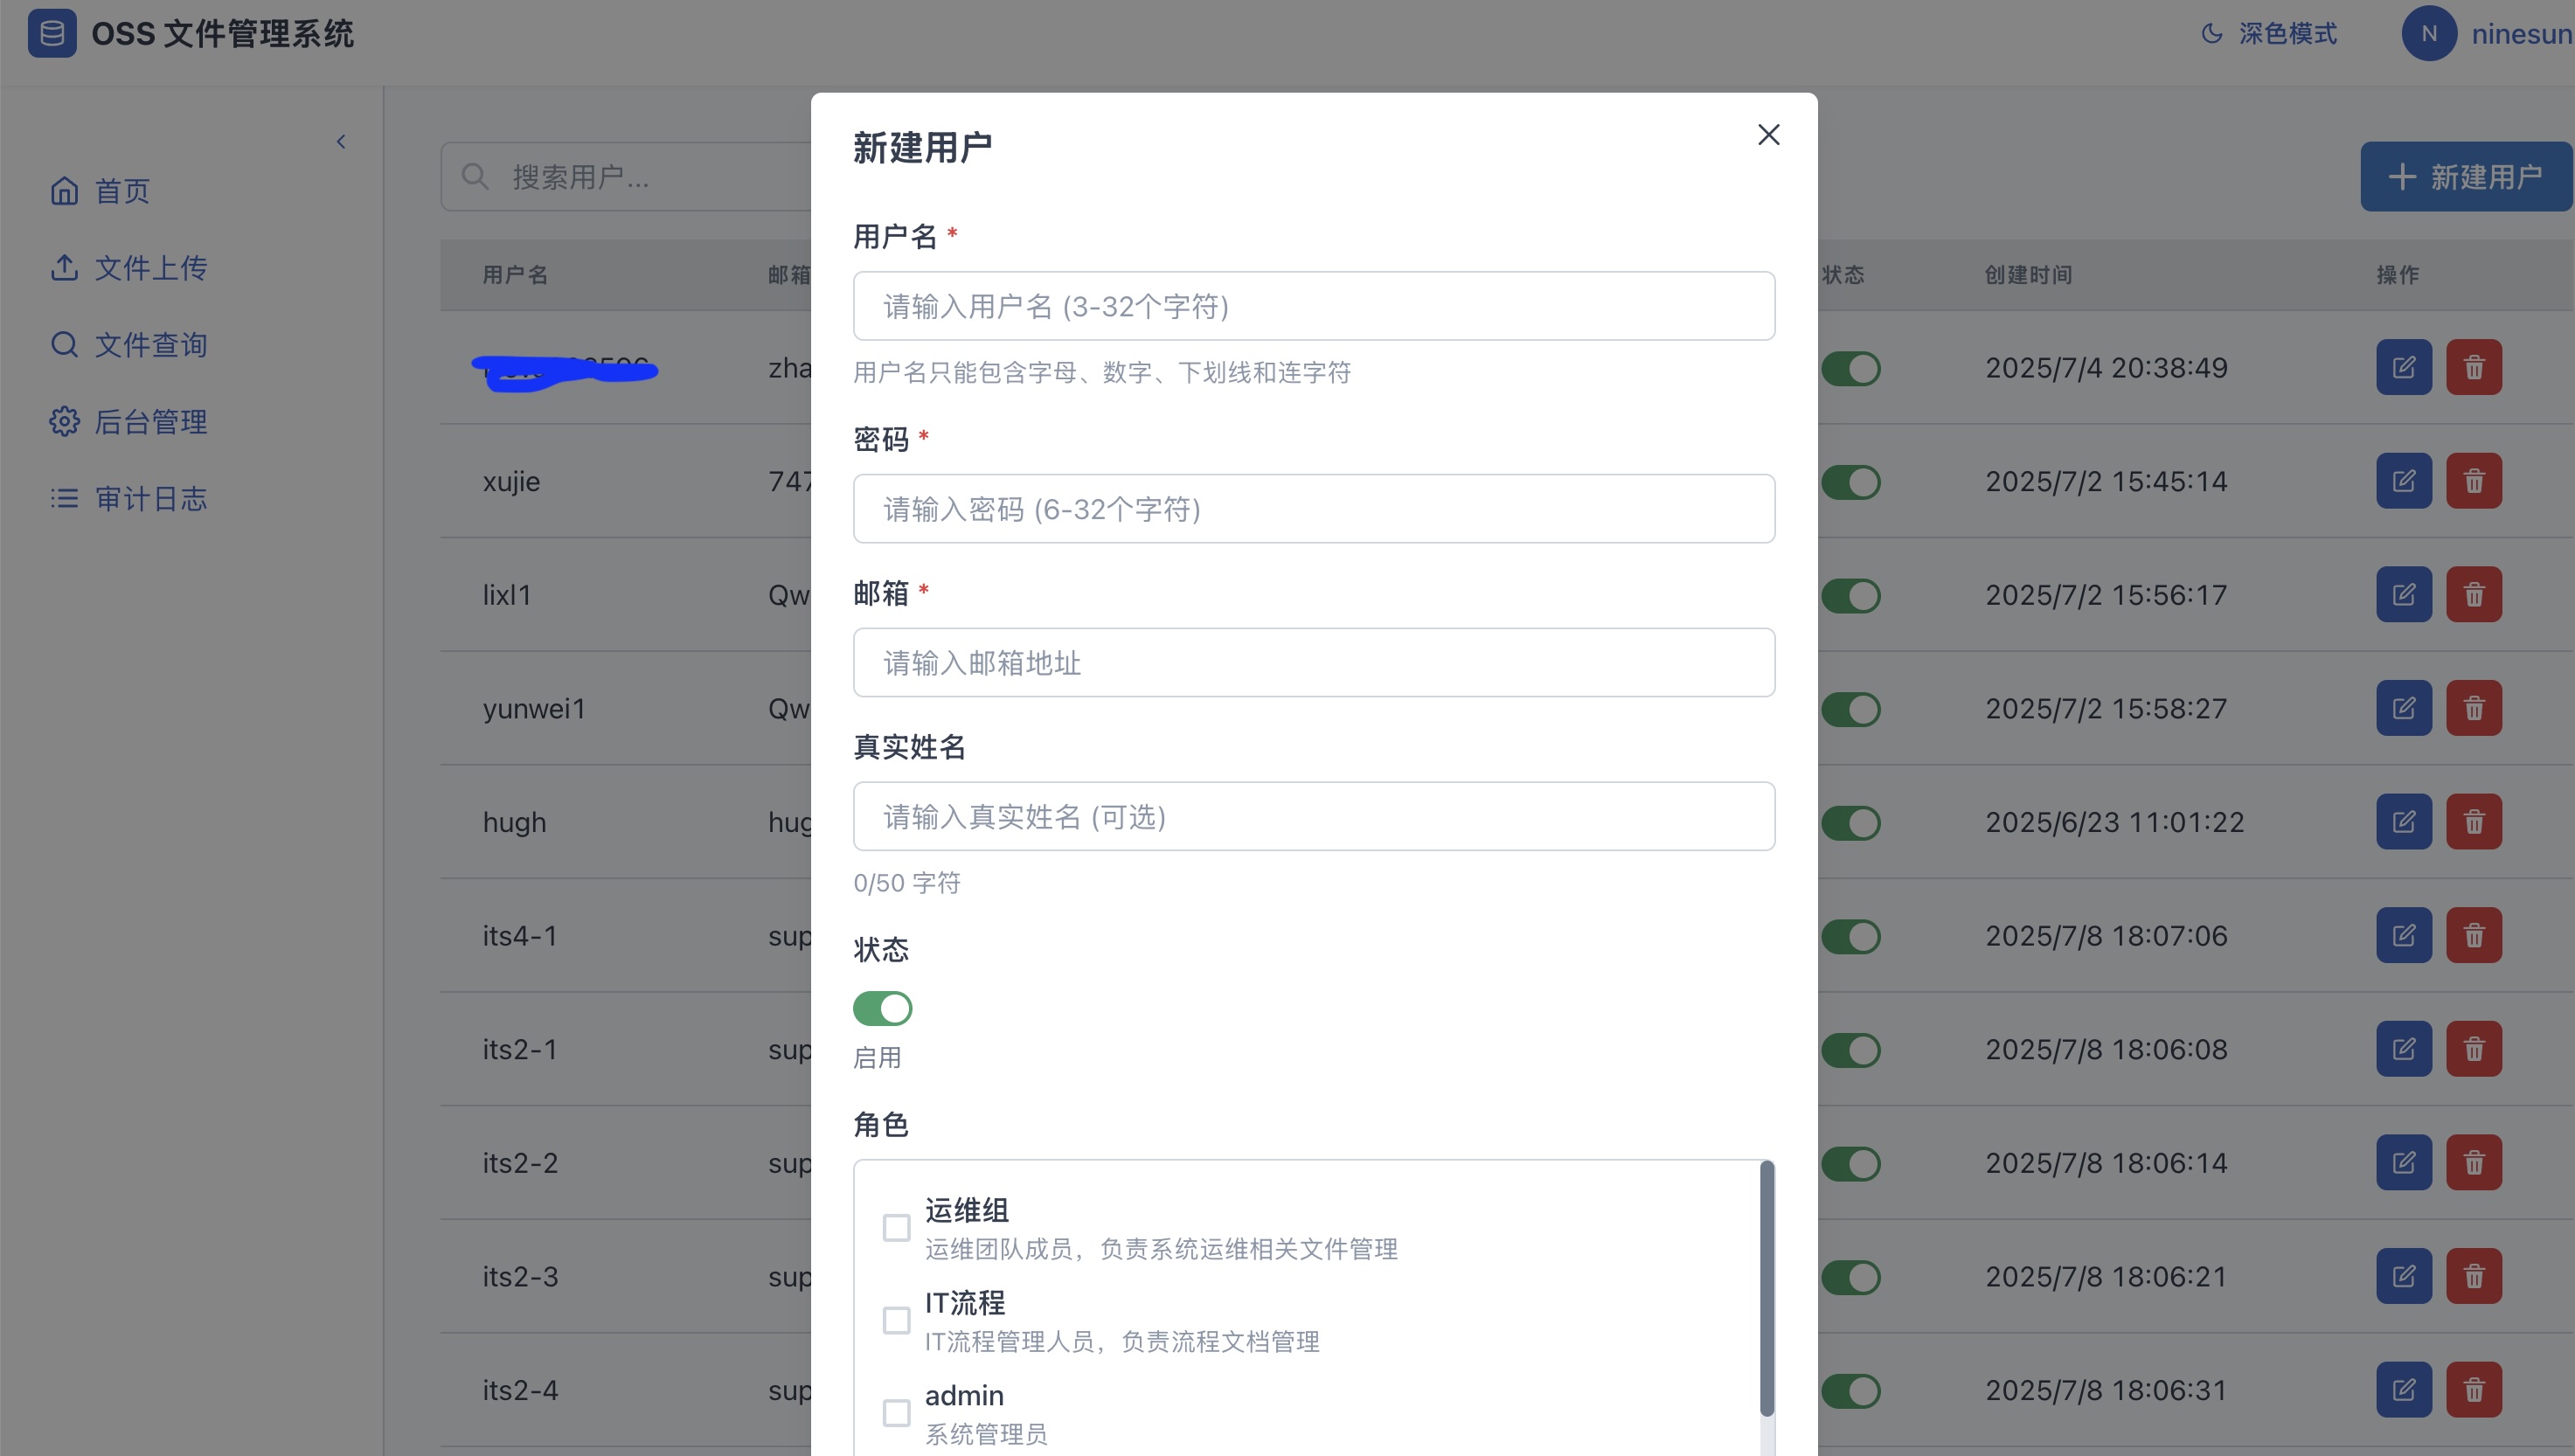 OSS 文件管理系统
深色模式
N
ninesun
首页
文件上传
文件查询
后台管理
审计日志
搜索用户...
新建用户
用户名 邮箱 状态 创建时间 操作
zha 2025/7/4 20:38:49
xujie 747 2025/7/2 15:45:14
lixl1 Qw 2025/7/2 15:56:17
yunwei1 Qw 2025/7/2 15:58:27
hugh hug 2025/6/23 11:01:22
its4-1 sup 2025/7/8 18:07:06
its2-1 sup 2025/7/8 18:06:08
its2-2 sup 2025/7/8 18:06:14
its2-3 sup 2025/7/8 18:06:21
its2-4 sup 2025/7/8 18:06:31
新建用户
用户名 *
请输入用户名 (3-32个字符)
用户名只能包含字母、数字、下划线和连字符
密码 *
请输入密码 (6-32个字符)
邮箱 *
请输入邮箱地址
真实姓名
请输入真实姓名 (可选)
0/50 字符
状态
启用
角色
运维组
运维团队成员，负责系统运维相关文件管理
IT流程
IT流程管理人员，负责流程文档管理
admin
系统管理员